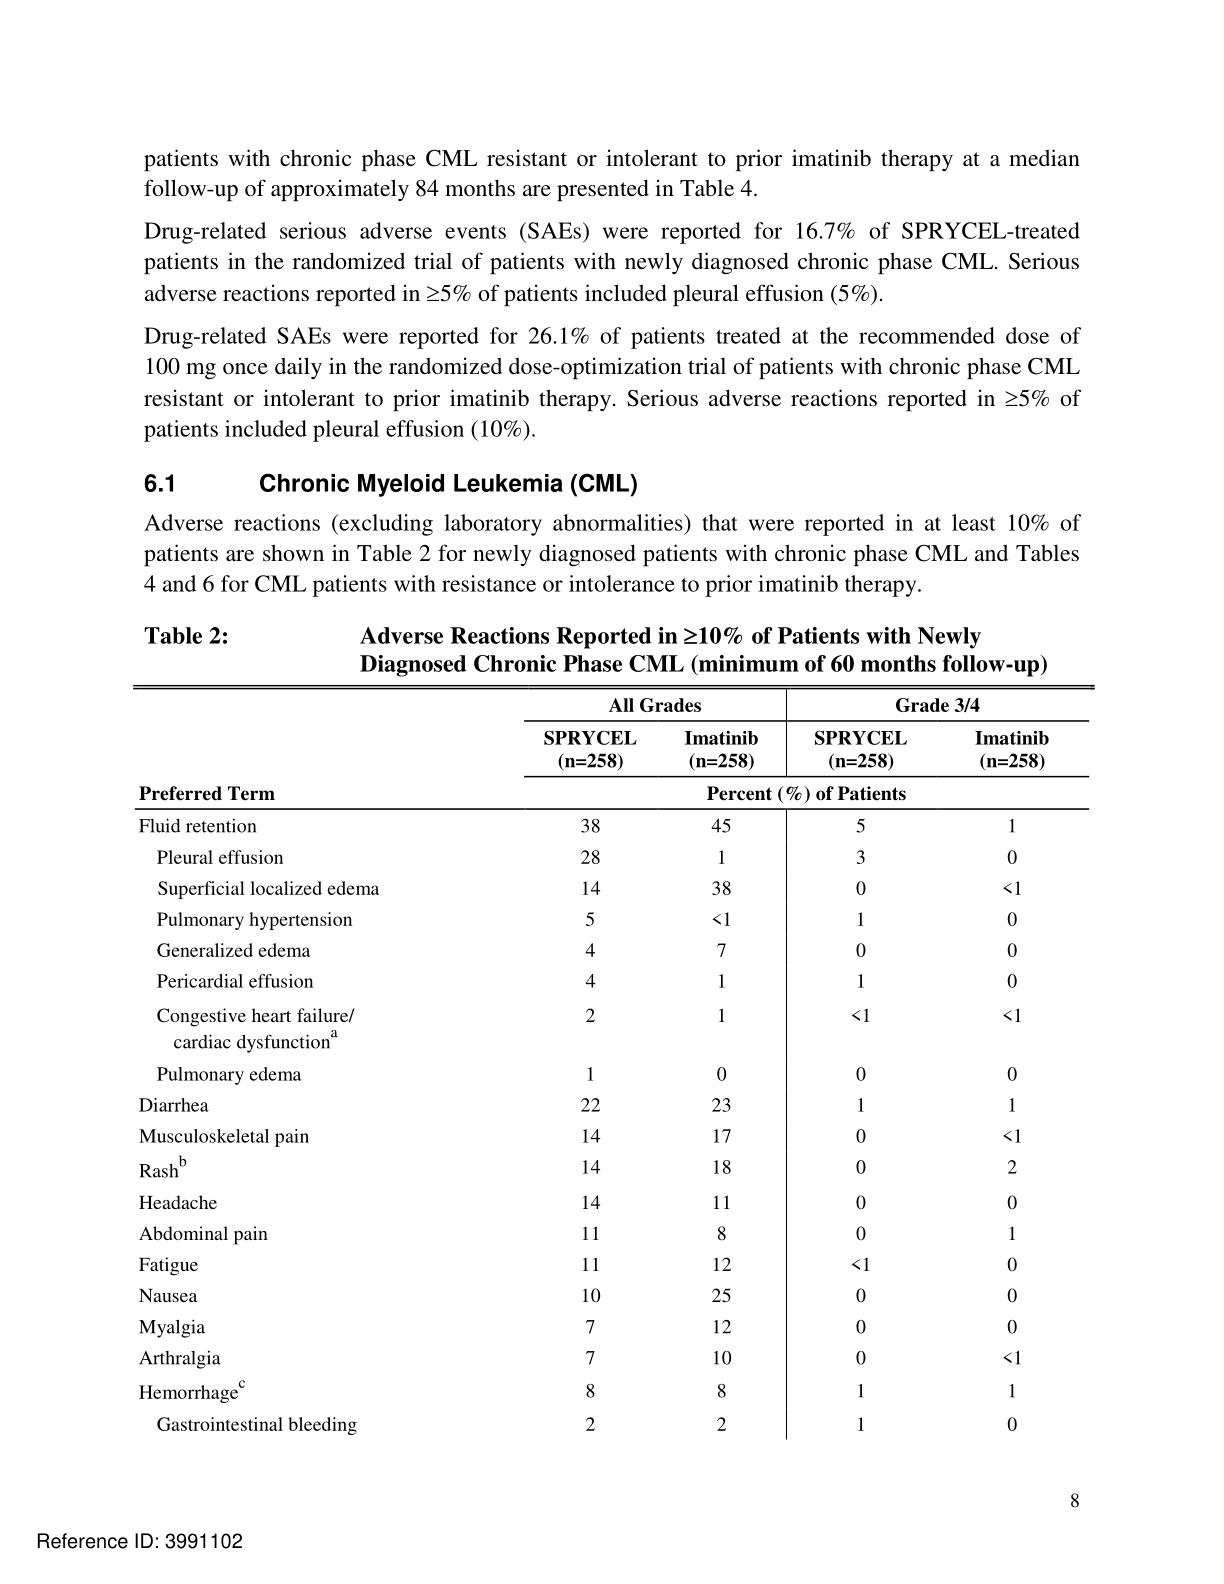 patients with chronic phase CML resistant or intolerant to prior imatinib therapy at a median
follow-up of approximately 84 months are presented in Table 4.
Drug-related serious adverse events (SAEs) were reported for 16.7% of SPRYCEL-treated
patients in the randomized trial of patients with newly diagnosed chronic phase CML. Serious
adverse reactions reported in ≥5% of patients included pleural effusion (5%).
Drug-related SAEs were reported for 26.1% of patients treated at the recommended dose of
100 mg once daily in the randomized dose-optimization trial of patients with chronic phase CML
resistant or intolerant to prior imatinib therapy. Serious adverse reactions reported in ≥5% of
patients included pleural effusion (10%).
6.1 Chronic Myeloid Leukemia (CML)
Adverse reactions (excluding laboratory abnormalities) that were reported in at least 10% of
patients are shown in Table 2 for newly diagnosed patients with chronic phase CML and Tables
4 and 6 for CML patients with resistance or intolerance to prior imatinib therapy.
Table 2: Adverse Reactions Reported in ≥10% of Patients with Newly
Diagnosed Chronic Phase CML (minimum of 60 months follow-up)
All Grades Grade 3/4
SPRYCEL Imatinib SPRYCEL Imatinib
(n=258) (n=258) (n=258) (n=258)
Preferred Term Percent (%) of Patients
Fluid retention 38 45 5 1
Pleural effusion 28 1 3 0
Superficial localized edema 14 38 0 <1
Pulmonary hypertension 5 <1 1 0
Generalized edema 4 7 0 0
Pericardial effusion 4 1 1 0
Congestive heart failure/ 2 1 <1 <1
cardiac dysfunction^a
Pulmonary edema 1 0 0 0
Diarrhea 22 23 1 1
Musculoskeletal pain 14 17 0 <1
Rash^b 14 18 0 2
Headache 14 11 0 0
Abdominal pain 11 8 0 1
Fatigue 11 12 <1 0
Nausea 10 25 0 0
Myalgia 7 12 0 0
Arthralgia 7 10 0 <1
Hemorrhage^c 8 8 1 1
Gastrointestinal bleeding 2 2 1 0
8
Reference ID: 3991102